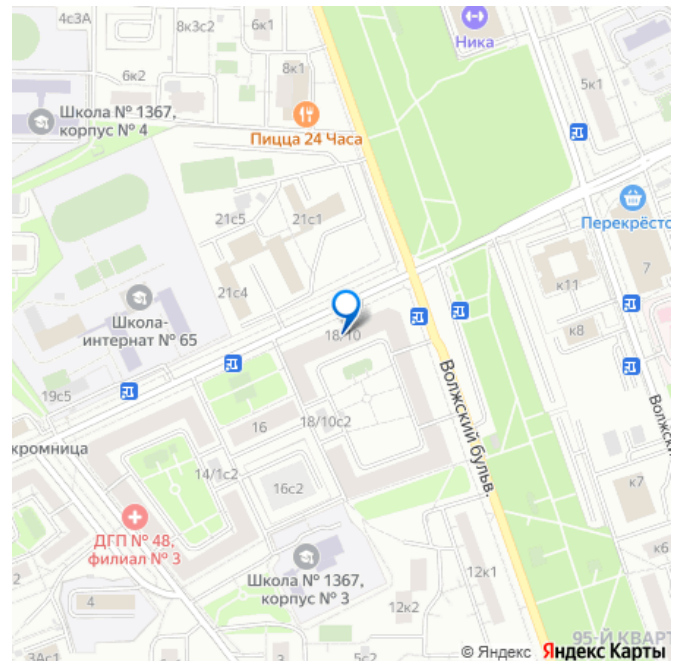 4с3А
8к3с2
6к1
Ника
6к2
8к1
5к1
Школа № 1367,
корпус № 4
Пицца 24 Часа
21с5
21с1
Перекрёсто
к11
7
21с4
Школа-
интернат № 65
18/10
к8
19с5
Волжский бульв.
Волжски
кромница
16
18/10с2
14/1с2
16с2
к7
ДГП № 48,
филиал № 3
Школа № 1367,
корпус № 3
12к1
к6
4
12к2
95-Й КВАРТ
3Ас1
5с2
© Яндекс Яндекс Карты